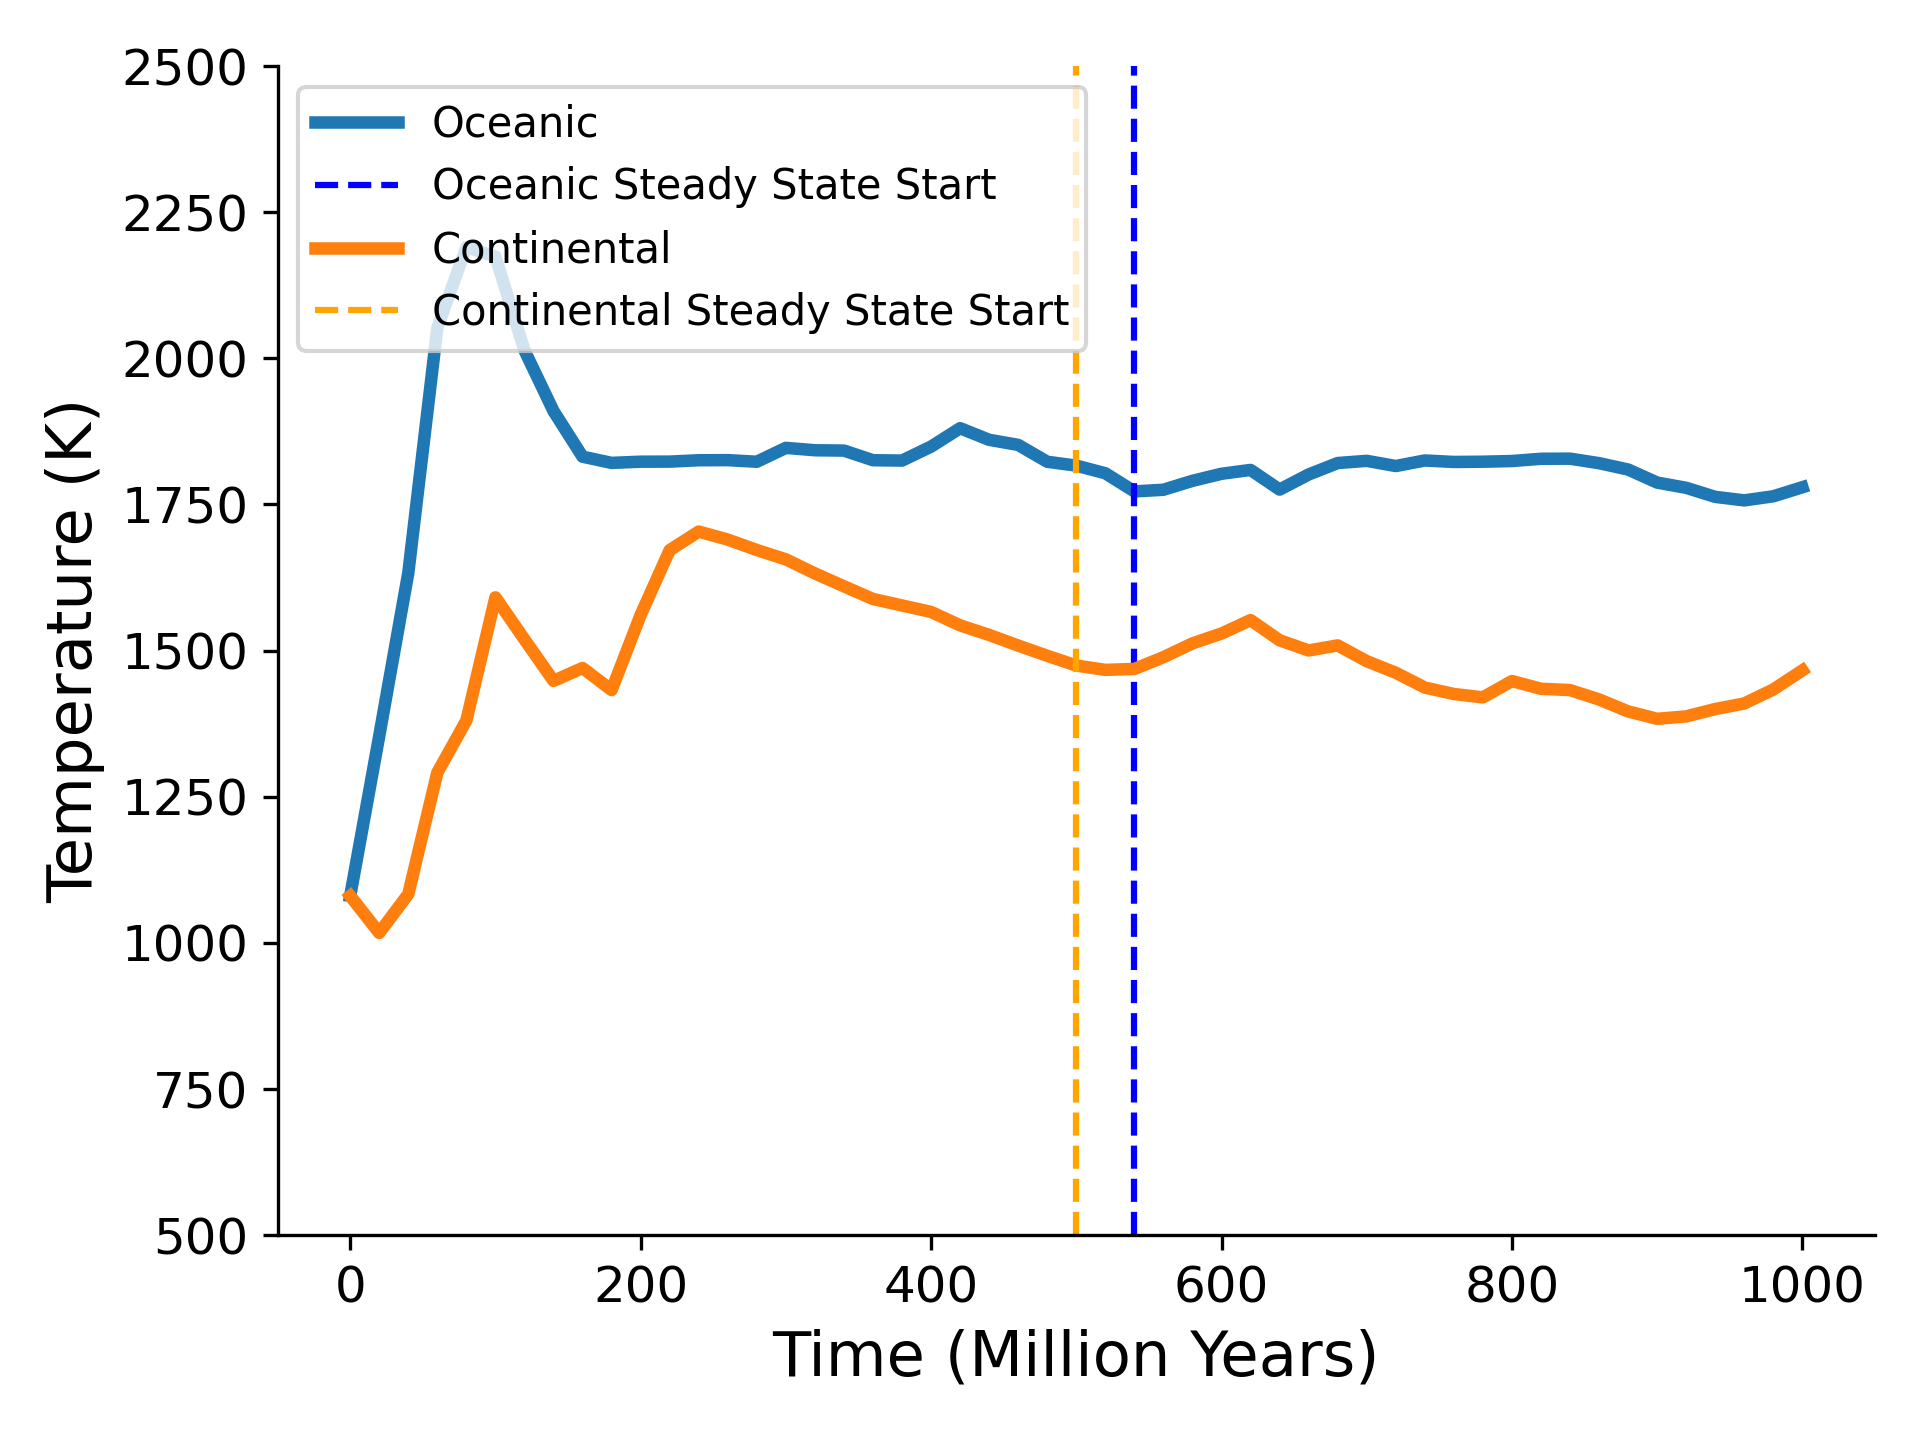 2500
2250
2000
1750
1500
1250
1000
750
500
Temperature (K)
Oceanic
Oceanic Steady State Start
Continental
Continental Steady State Start
0 200 400 600 800 1000
Time (Million Years)